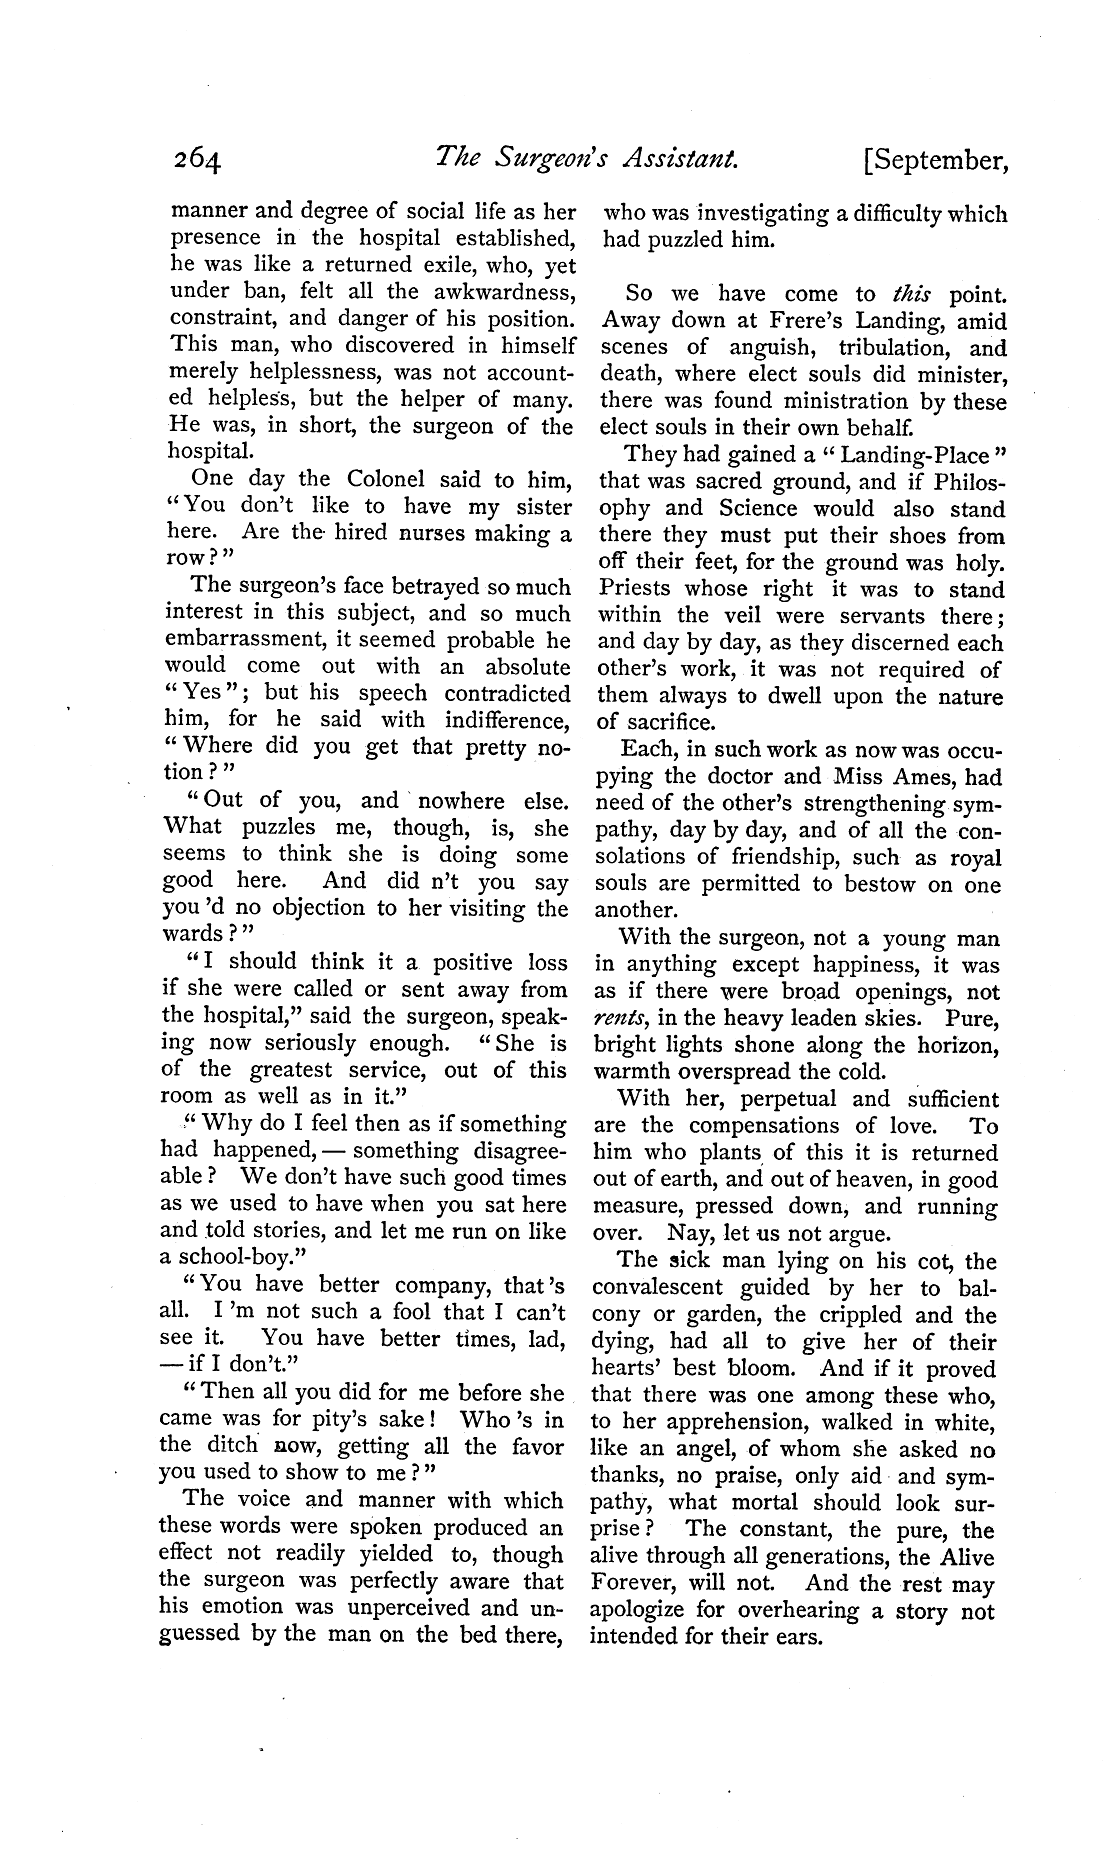 264 The Surgeon's Assistant. [September,
manner and degree of social life as her
presence in the hospital established,
he was like a returned exile, who, yet
under ban, felt all the awkwardness,
constraint, and danger of his position.
This man, who discovered in himself
merely helplessness, was not account-
ed helpless, but the helper of many.
He was, in short, the surgeon of the
hospital.
One day the Colonel said to him,
“You don't like to have my sister
here. Are the hired nurses making a
row?”
The surgeon's face betrayed so much
interest in this subject, and so much
embarrassment, it seemed probable he
would come out with an absolute
“Yes”; but his speech contradicted
him, for he said with indifference,
“Where did you get that pretty no-
tion?”
“Out of you, and nowhere else.
What puzzles me, though, is, she
seems to think she is doing some
good here. And did n't you say
you 'd no objection to her visiting the
wards?”
“I should think it a positive loss
if she were called or sent away from
the hospital,” said the surgeon, speak-
ing now seriously enough. “She is
of the greatest service, out of this
room as well as in it.”
“Why do I feel then as if something
had happened, — something disagree-
able? We don't have such good times
as we used to have when you sat here
and told stories, and let me run on like
a school-boy.”
“You have better company, that 's
all. I 'm not such a fool that I can't
see it. You have better times, lad,
— if I don't.”
“Then all you did for me before she
came was for pity's sake! Who 's in
the ditch now, getting all the favor
you used to show to me?”
The voice and manner with which
these words were spoken produced an
effect not readily yielded to, though
the surgeon was perfectly aware that
his emotion was unperceived and un-
guessed by the man on the bed there,
who was investigating a difficulty which
had puzzled him.
So we have come to this point.
Away down at Frere's Landing, amid
scenes of anguish, tribulation, and
death, where elect souls did minister,
there was found ministration by these
elect souls in their own behalf.
They had gained a “Landing-Place”
that was sacred ground, and if Philos-
ophy and Science would also stand
there they must put their shoes from
off their feet, for the ground was holy.
Priests whose right it was to stand
within the veil were servants there;
and day by day, as they discerned each
other's work, it was not required of
them always to dwell upon the nature
of sacrifice.
Each, in such work as now was occu-
pying the doctor and Miss Ames, had
need of the other's strengthening sym-
pathy, day by day, and of all the con-
solations of friendship, such as royal
souls are permitted to bestow on one
another.
With the surgeon, not a young man
in anything except happiness, it was
as if there were broad openings, not
rents, in the heavy leaden skies. Pure,
bright lights shone along the horizon,
warmth overspread the cold.
With her, perpetual and sufficient
are the compensations of love. To
him who plants of this it is returned
out of earth, and out of heaven, in good
measure, pressed down, and running
over. Nay, let us not argue.
The sick man lying on his cot, the
convalescent guided by her to bal-
cony or garden, the crippled and the
dying, had all to give her of their
hearts' best bloom. And if it proved
that there was one among these who,
to her apprehension, walked in white,
like an angel, of whom she asked no
thanks, no praise, only aid and sym-
pathy, what mortal should look sur-
prise? The constant, the pure, the
alive through all generations, the Alive
Forever, will not. And the rest may
apologize for overhearing a story not
intended for their ears.